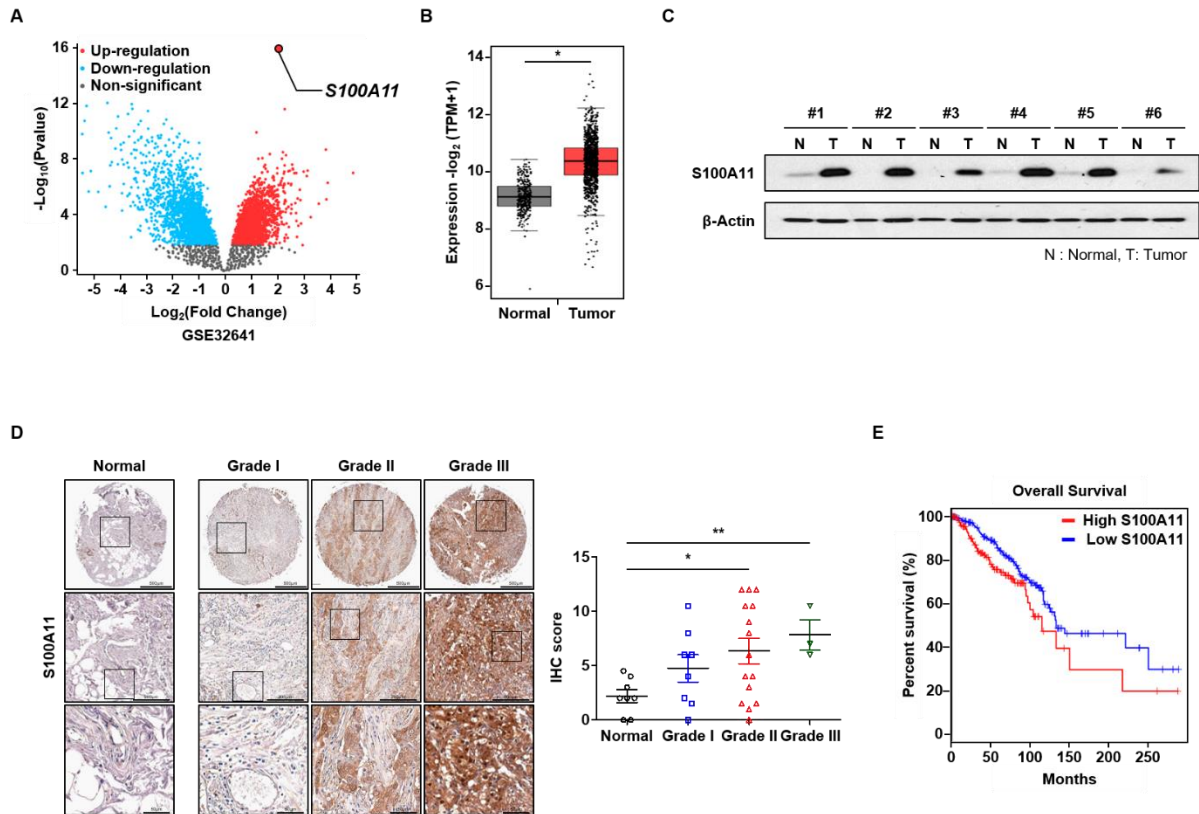 A
16
12
8
4
0
-Log10(Pvalue)
Up-regulation
Down-regulation
Non-significant
S100A11
-5 -4 -3 -2 -1 0 1 2 3 4 5
Log2(Fold Change)
GSE32641
B
*
14
12
10
8
6
Expression -log2 (TPM+1)
Normal Tumor
C
#1 #2 #3 #4 #5 #6
N T N T N T N T N T N T
S100A11
β-Actin
N : Normal, T: Tumor
D
Normal Grade I Grade II Grade III
S100A11
**
*
15
10
5
0
IHC score
Normal Grade I Grade II Grade III
E
Overall Survival
High S100A11
Low S100A11
100
80
60
40
20
0
Percent survival (%)
0 50 100 150 200 250
Months